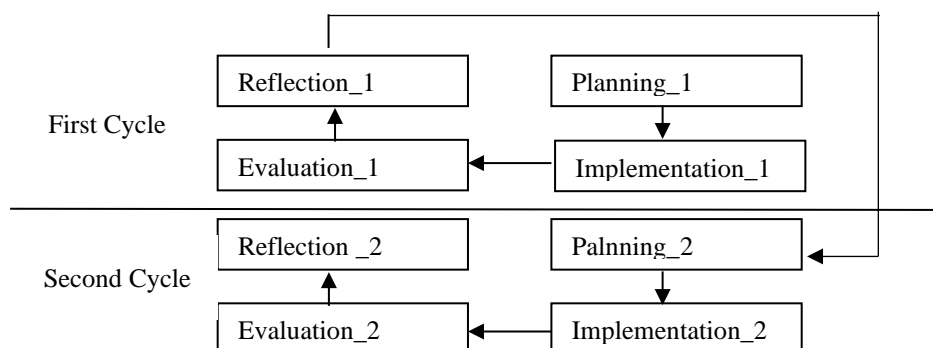 Reflection_1
Planning_1
First Cycle
Evaluation_1
Implementation_1
Reflection _2
Palnning_2
Second Cycle
Evaluation_2
Implementation_2